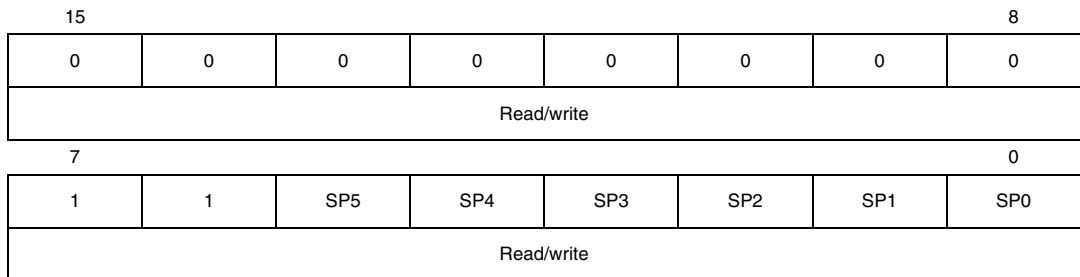 15 8
0 0 0 0 0 0 0 0
Read/write
7 0
1 1 SP5 SP4 SP3 SP2 SP1 SP0
Read/write